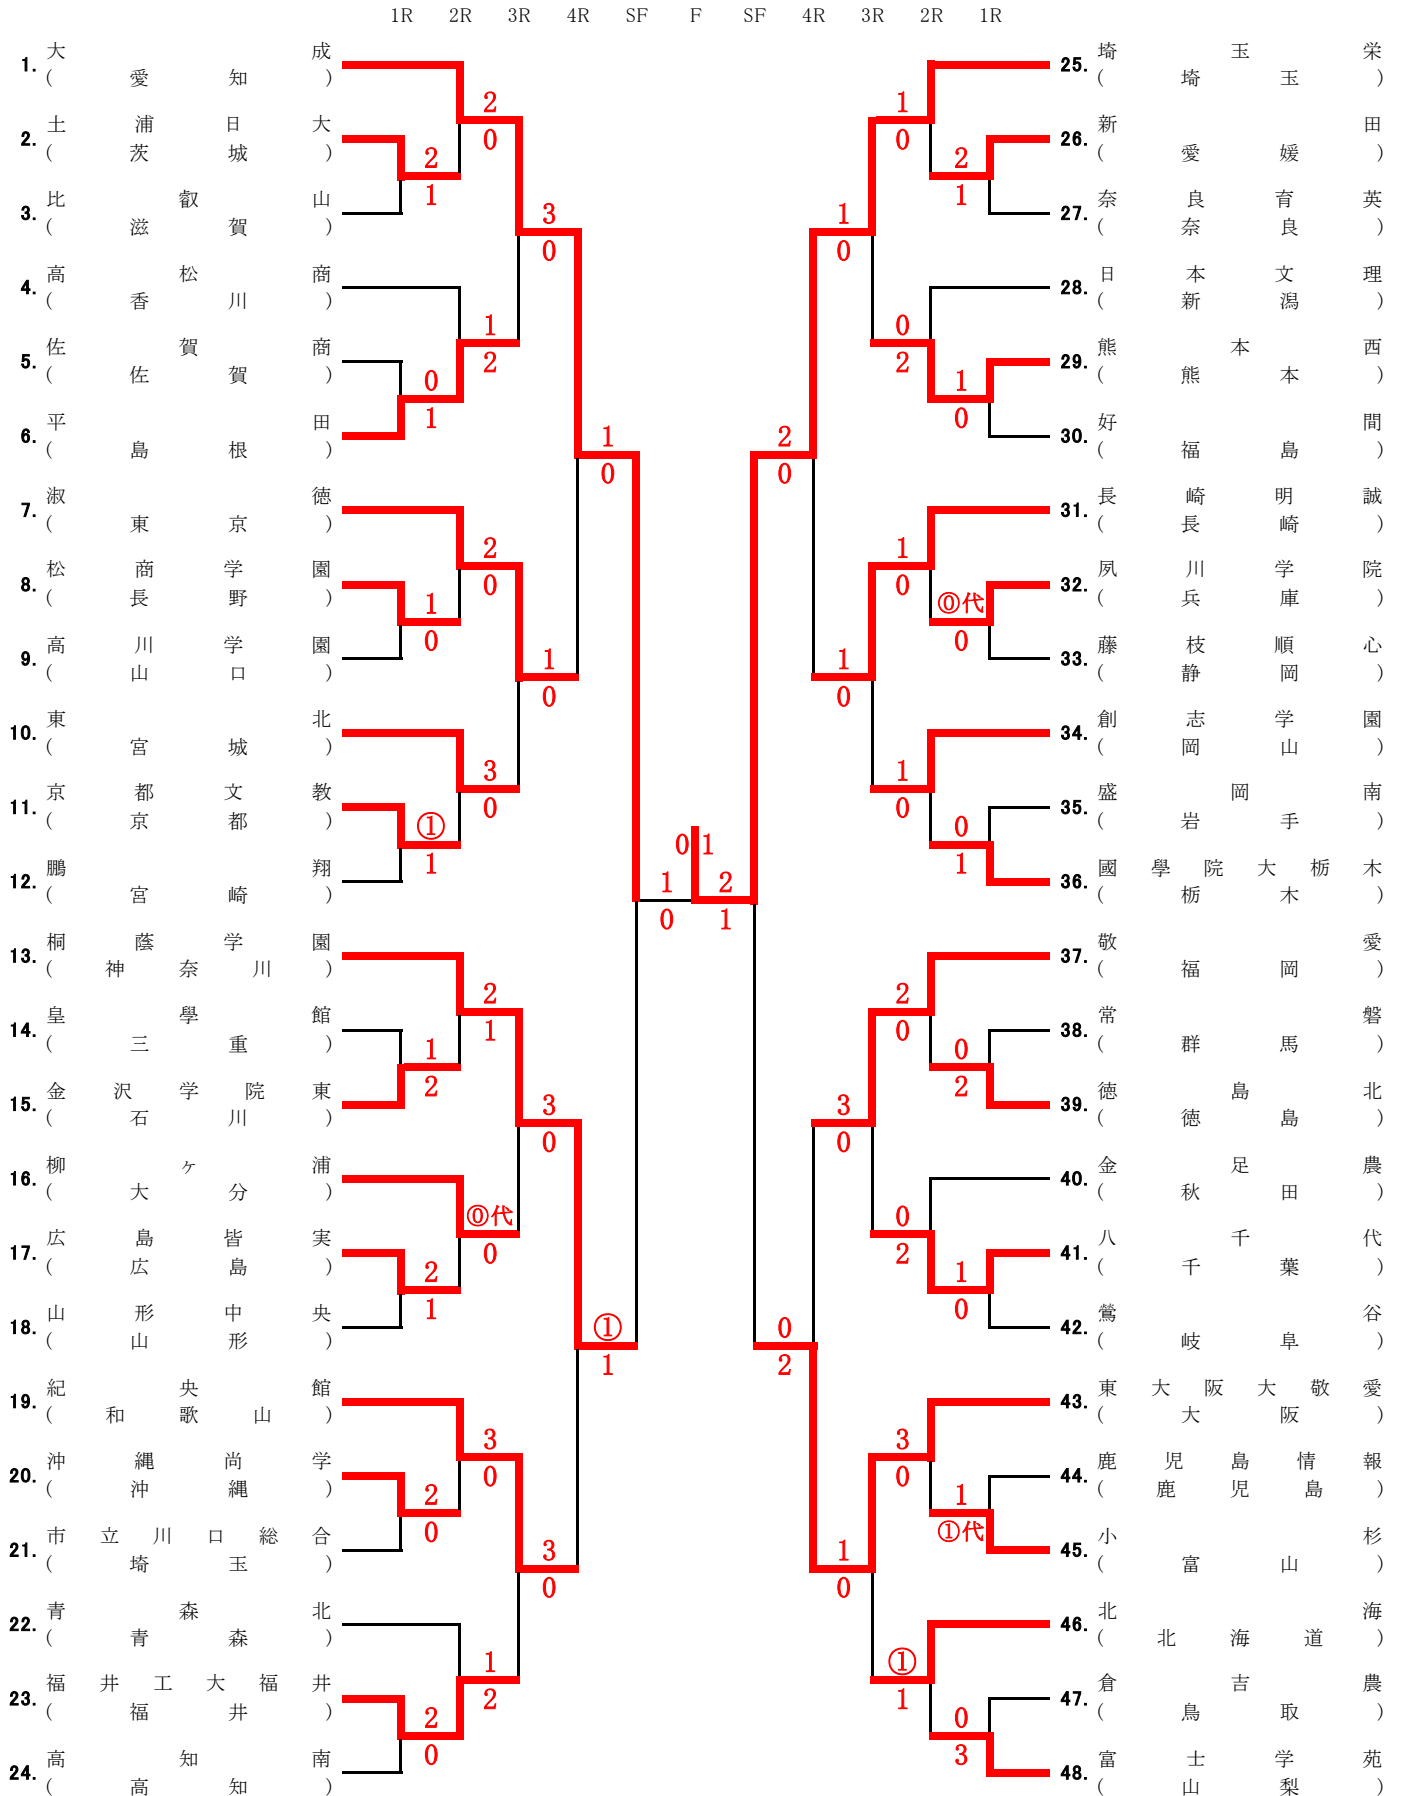 1R 2R 3R 4R SF F SF 4R 3R 2R 1R
1. 大成
(愛知)
2. 土浦日大
(茨城)
3. 比叡山
(滋賀)
4. 高松商
(香川)
5. 佐賀商
(佐賀)
6. 平田
(島根)
7. 淑徳
(東京)
8. 松商学園
(長野)
9. 高川学園
(山口)
10. 東北
(宮城)
11. 京都文教
(京都)
12. 鵬翔
(宮崎)
13. 桐蔭学園
(神奈川)
14. 皇學館
(三重)
15. 金沢学院東
(石川)
16. 柳ヶ浦
(大分)
17. 広島皆実
(広島)
18. 山形中央
(山形)
19. 紀央館
(和歌山)
20. 沖縄尚学
(沖縄)
21. 市立川口総合
(埼玉)
22. 青森北
(青森)
23. 福井工大福井
(福井)
24. 高知南
(高知)
2
1
0
1
1
0
①
1
1
2
2
1
2
0
2
0
2
0
1
2
2
0
3
0
2
1
⓪代
0
3
0
1
2
3
0
1
0
3
0
3
0
1
0
①
1
1
0
0 1
2
1
2
0
0
2
1
0
1
0
3
0
1
0
1
0
0
2
1
0
1
0
2
0
0
2
3
0
①
1
2
1
1
0
⓪代
0
0
1
0
2
1
0
1
①代
0
3
25. 埼玉栄
(埼玉)
26. 新田
(愛媛)
27. 奈良育英
(奈良)
28. 日本文理
(新潟)
29. 熊本西
(熊本)
30. 好間
(福島)
31. 長崎明誠
(長崎)
32. 夙川学院
(兵庫)
33. 藤枝順心
(静岡)
34. 創志学園
(岡山)
35. 盛岡南
(岩手)
36. 國學院大栃木
(栃木)
37. 敬愛
(福岡)
38. 常磐
(群馬)
39. 徳島北
(徳島)
40. 金足農
(秋田)
41. 八千代
(千葉)
42. 鶯谷
(岐阜)
43. 東大阪大敬愛
(大阪)
44. 鹿児島情報
(鹿児島)
45. 小杉
(富山)
46. 北海
(北海道)
47. 倉吉農
(鳥取)
48. 富士学苑
(山梨)